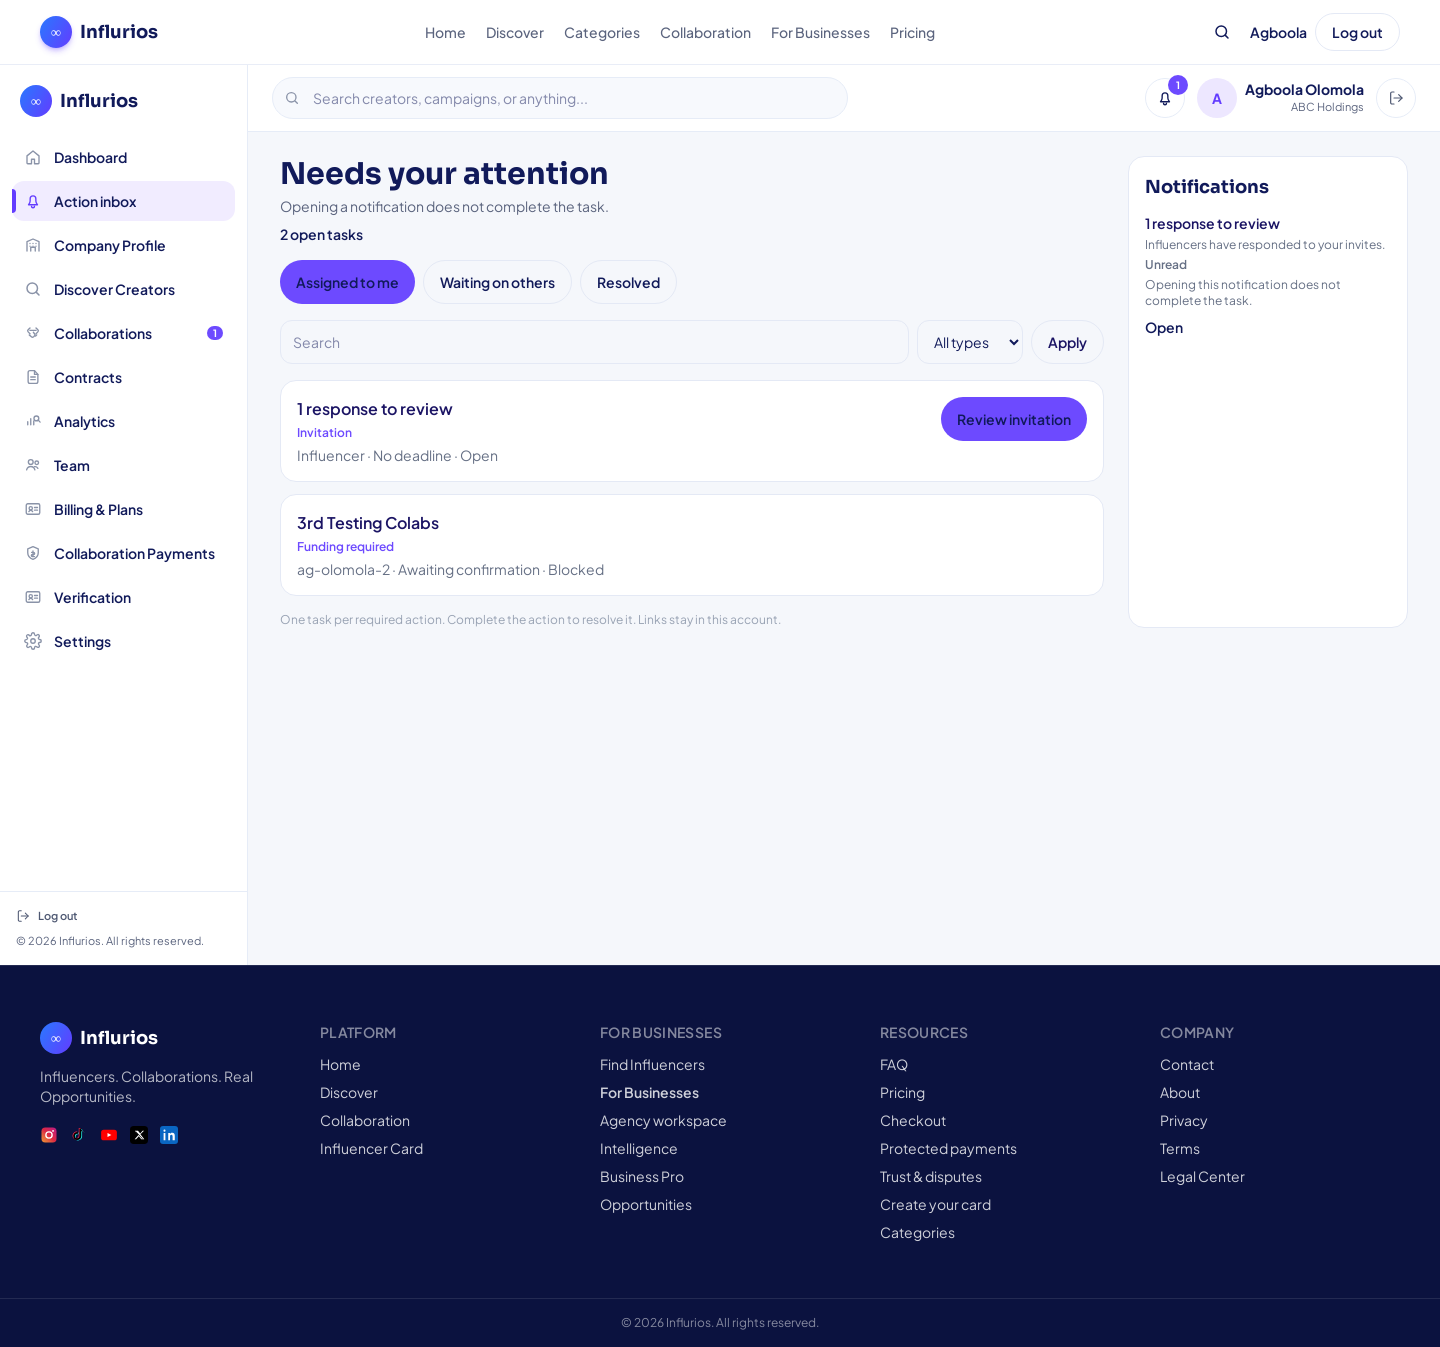 ∞ Influrios
Home Discover Categories Collaboration For Businesses Pricing
Agboola Log out
∞ Influrios
Dashboard
Action inbox
Company Profile
Discover Creators
Collaborations 1
Contracts
Analytics
Team
Billing & Plans
Collaboration Payments
Verification
Settings
Log out
© 2026 Influrios. All rights reserved.
Search creators, campaigns, or anything...
1
A
Agboola Olomola
ABC Holdings
Needs your attention
Opening a notification does not complete the task.
2 open tasks
Assigned to me Waiting on others Resolved
Search All types Apply
1 response to review
Invitation
Influencer · No deadline · Open
Review invitation
3rd Testing Colabs
Funding required
ag-olomola-2 · Awaiting confirmation · Blocked
One task per required action. Complete the action to resolve it. Links stay in this account.
Notifications
1 response to review
Influencers have responded to your invites.
Unread
Opening this notification does not
complete the task.
Open
∞ Influrios
Influencers. Collaborations. Real
Opportunities.
PLATFORM
Home
Discover
Collaboration
Influencer Card
FOR BUSINESSES
Find Influencers
For Businesses
Agency workspace
Intelligence
Business Pro
Opportunities
RESOURCES
FAQ
Pricing
Checkout
Protected payments
Trust & disputes
Create your card
Categories
COMPANY
Contact
About
Privacy
Terms
Legal Center
© 2026 Influrios. All rights reserved.